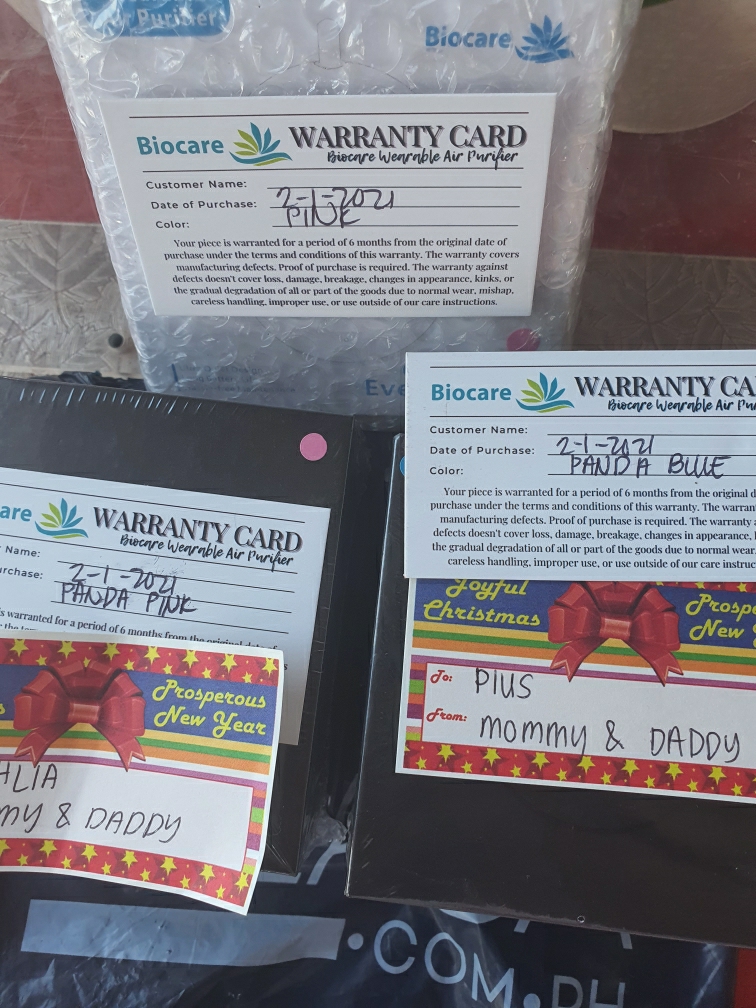 Air Purifier
Biocare
Biocare WARRANTY CARD
Biocare Wearable Air Purifier
Customer Name:
Date of Purchase: 2-1-2021
Color: PINK
Your piece is warranted for a period of 6 months from the original date of
purchase under the terms and conditions of this warranty. The warranty covers
manufacturing defects. Proof of purchase is required. The warranty against
defects doesn't cover loss, damage, breakage, changes in appearance, kinks, or
the gradual degradation of all or part of the goods due to normal wear, mishap,
careless handling, improper use, or use outside of our care instructions.
Eve
Biocare WARRANTY CA
Biocare Wearable Air Pur
Customer Name:
Date of Purchase: 2-1-2021
Color: PANDA BLUE
Your piece is warranted for a period of 6 months from the original d
purchase under the terms and conditions of this warranty. The warran
manufacturing defects. Proof of purchase is required. The warranty
defects doesn't cover loss, damage, breakage, changes in appearance,
the gradual degradation of all or part of the goods due to normal wear,
careless handling, improper use, or use outside of our care instruc
Joyful
Christmas
Prosp
New
To: PIUS
From: MOMMY & DADDY
are WARRANTY CARD
Biocare Wearable Air Purifier
Name:
urchase: 2-1-2021
PANDA PINK
s warranted for a period of 6 months from the original date of
Prosperous
New Year
HLIA
MY & DADDY
.COM.PH